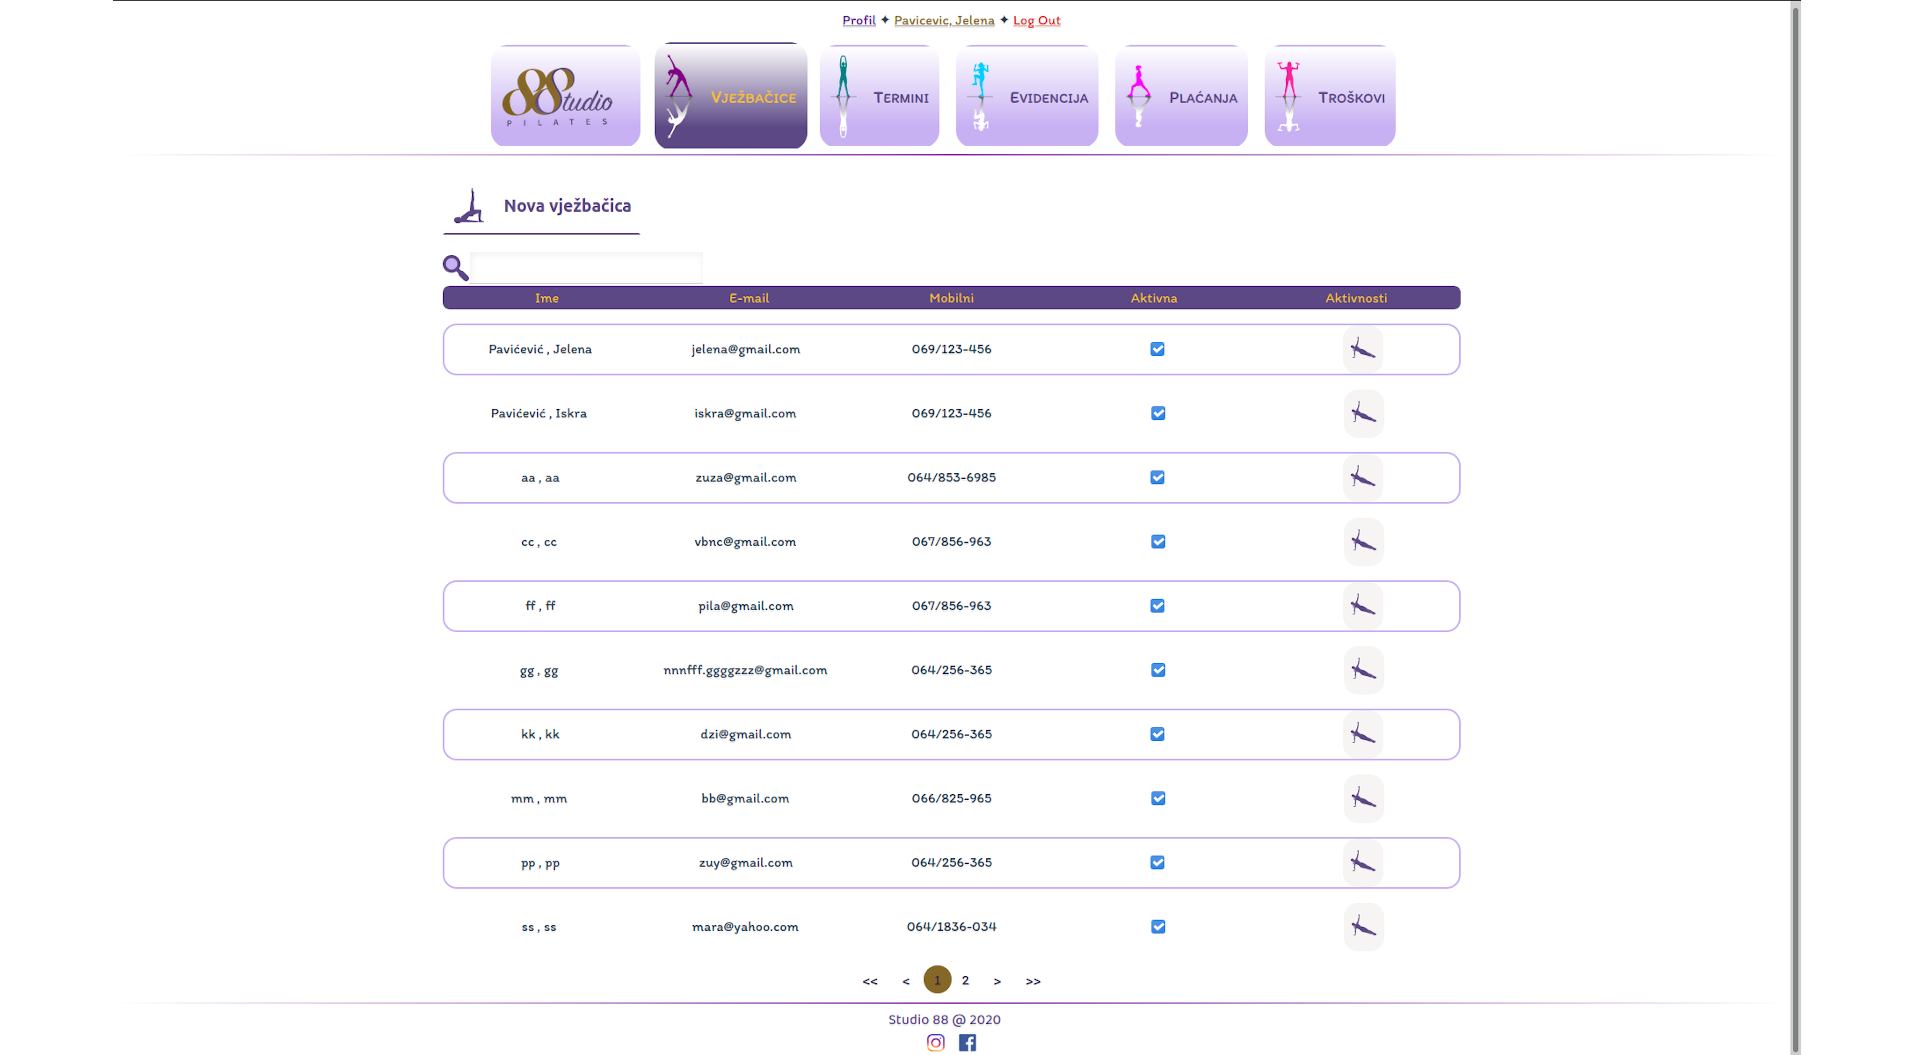 Profil ✦ Pavicevic, Jelena ✦ Log Out
88tudio
PILATES
Vježbačice
Termini
Evidencija
Plaćanja
Troškovi
Nova vježbačica
Ime E-mail Mobilni Aktivna Aktivnosti
Pavićević , Jelena jelena@gmail.com 069/123-456
Pavićević , Iskra iskra@gmail.com 069/123-456
aa , aa zuza@gmail.com 064/853-6985
cc , cc vbnc@gmail.com 067/856-963
ff , ff pila@gmail.com 067/856-963
gg , gg nnnfff.ggggzzz@gmail.com 064/256-365
kk , kk dzi@gmail.com 064/256-365
mm , mm bb@gmail.com 066/825-965
pp , pp zuy@gmail.com 064/256-365
ss , ss mara@yahoo.com 064/1836-034
<< < 1 2 > >>
Studio 88 @ 2020